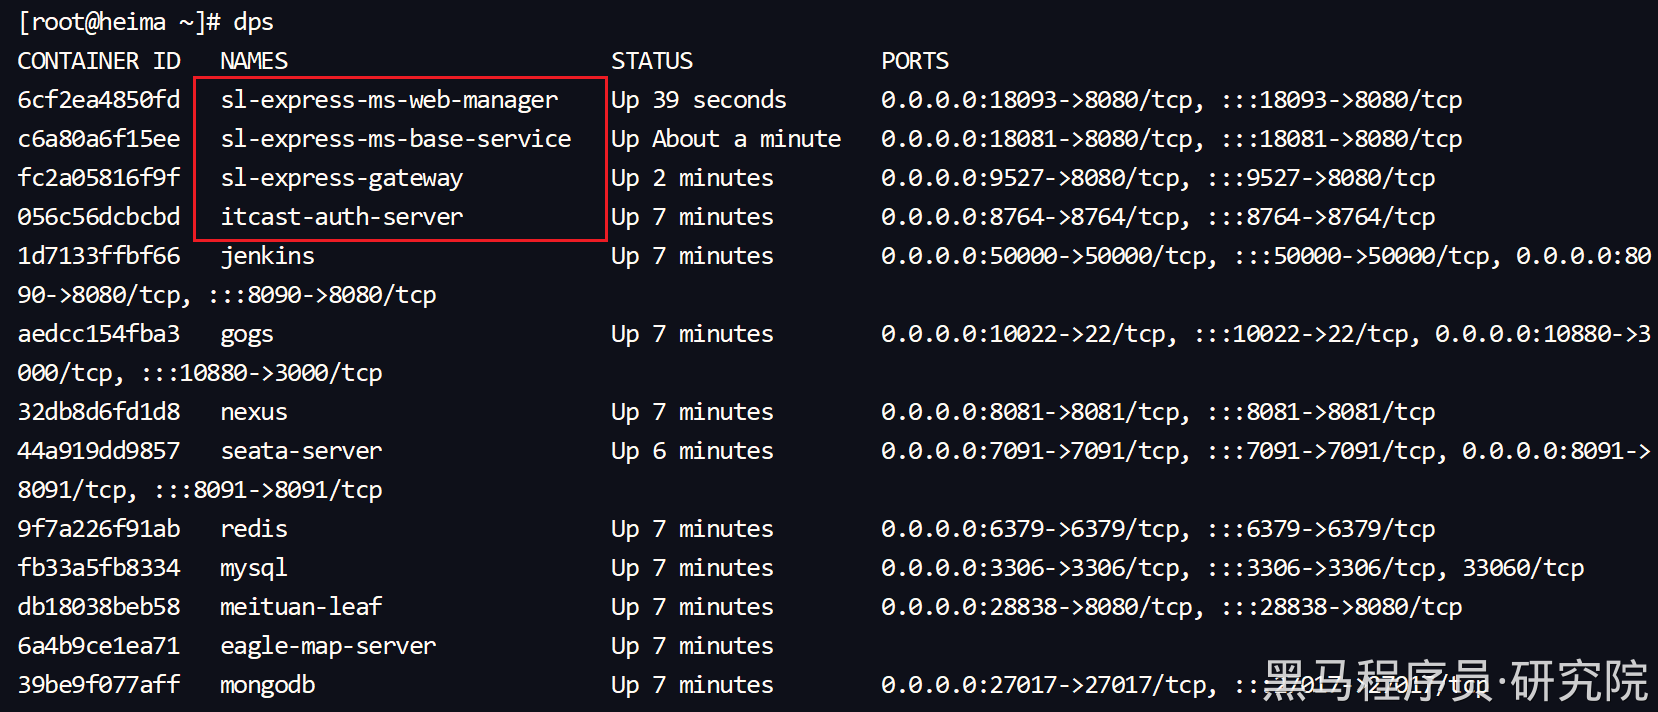 [root@heima ~]# dps
CONTAINER ID   NAMES                        STATUS              PORTS
6cf2ea4850fd   sl-express-ms-web-manager    Up 39 seconds       0.0.0.0:18093->8080/tcp, :::18093->8080/tcp
c6a80a6f15ee   sl-express-ms-base-service   Up About a minute   0.0.0.0:18081->8080/tcp, :::18081->8080/tcp
fc2a05816f9f   sl-express-gateway           Up 2 minutes        0.0.0.0:9527->8080/tcp, :::9527->8080/tcp
056c56dcbcbd   itcast-auth-server           Up 7 minutes        0.0.0.0:8764->8764/tcp, :::8764->8764/tcp
1d7133ffbf66   jenkins                      Up 7 minutes        0.0.0.0:50000->50000/tcp, :::50000->50000/tcp, 0.0.0.0:80
90->8080/tcp, :::8090->8080/tcp
aedcc154fba3   gogs                         Up 7 minutes        0.0.0.0:10022->22/tcp, :::10022->22/tcp, 0.0.0.0:10880->3
000/tcp, :::10880->3000/tcp
32db8d6fd1d8   nexus                        Up 7 minutes        0.0.0.0:8081->8081/tcp, :::8081->8081/tcp
44a919dd9857   seata-server                 Up 6 minutes        0.0.0.0:7091->7091/tcp, :::7091->7091/tcp, 0.0.0.0:8091->
8091/tcp, :::8091->8091/tcp
9f7a226f91ab   redis                        Up 7 minutes        0.0.0.0:6379->6379/tcp, :::6379->6379/tcp
fb33a5fb8334   mysql                        Up 7 minutes        0.0.0.0:3306->3306/tcp, :::3306->3306/tcp, 33060/tcp
db18038beb58   meituan-leaf                 Up 7 minutes        0.0.0.0:28838->8080/tcp, :::28838->8080/tcp
6a4b9ce1ea71   eagle-map-server             Up 7 minutes
39be9f077aff   mongodb                      Up 7 minutes        0.0.0.0:27017->27017/tcp, :::27017->27017/tcp
黑马程序员·研究院